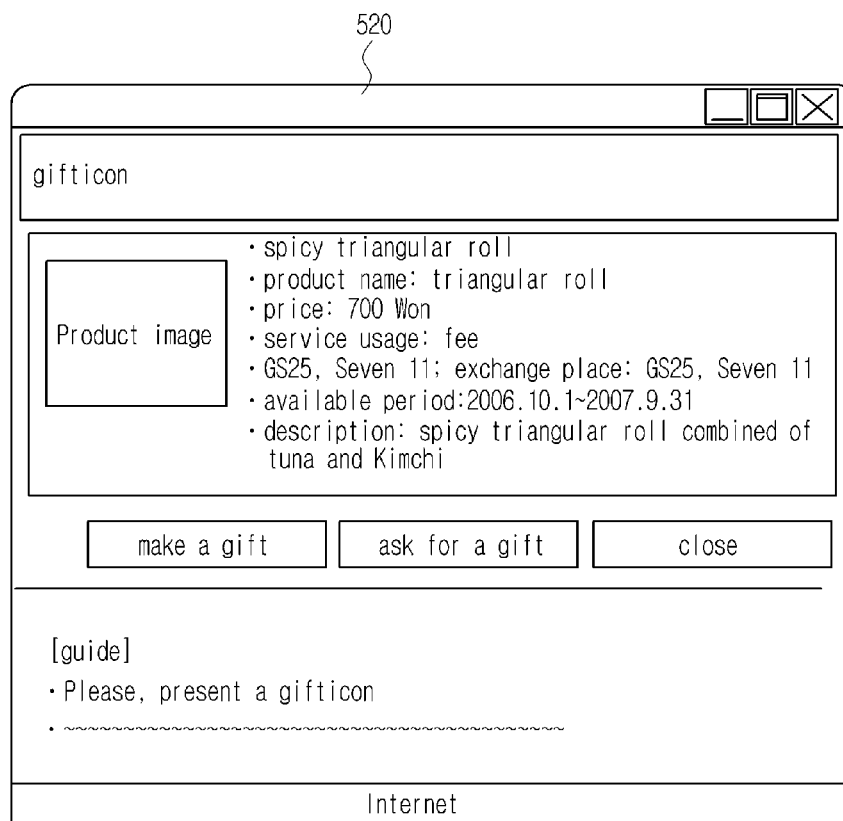 520
gifticon
Product image
· spicy triangular roll
· product name: triangular roll
· price: 700 Won
· service usage: fee
· GS25, Seven 11; exchange place: GS25, Seven 11
· available period:2006.10.1~2007.9.31
· description: spicy triangular roll combined of
tuna and Kimchi
make a gift
ask for a gift
close
[guide]
· Please, present a gifticon
· ~~~~~~~~~~~~~~~~~~~~~~~~~~~~~~~~~~~~~~~~~~
Internet